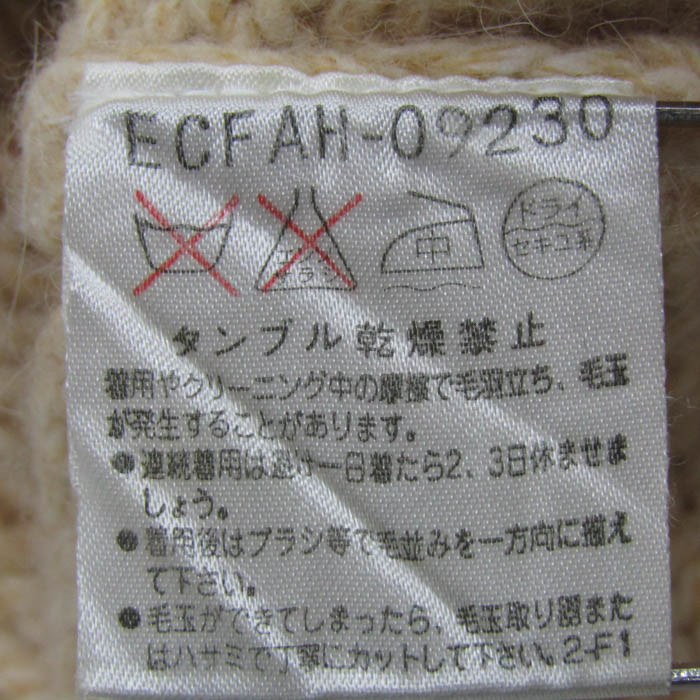 ECFAH-09230
エンソ サラシ 中 ドライ
セキユ系
タンブル乾燥禁止
着用やクリーニング中の摩擦で毛羽立ち、毛玉
が発生することがあります。
●連続着用は避け一日着たら2、3日休ませま
しょう。
●着用後はブラシ等で毛並みを一方向に揃え
て下さい。
●毛玉ができてしまったら、毛玉取り器また
はハサミで丁寧にカットして下さい。2-F1